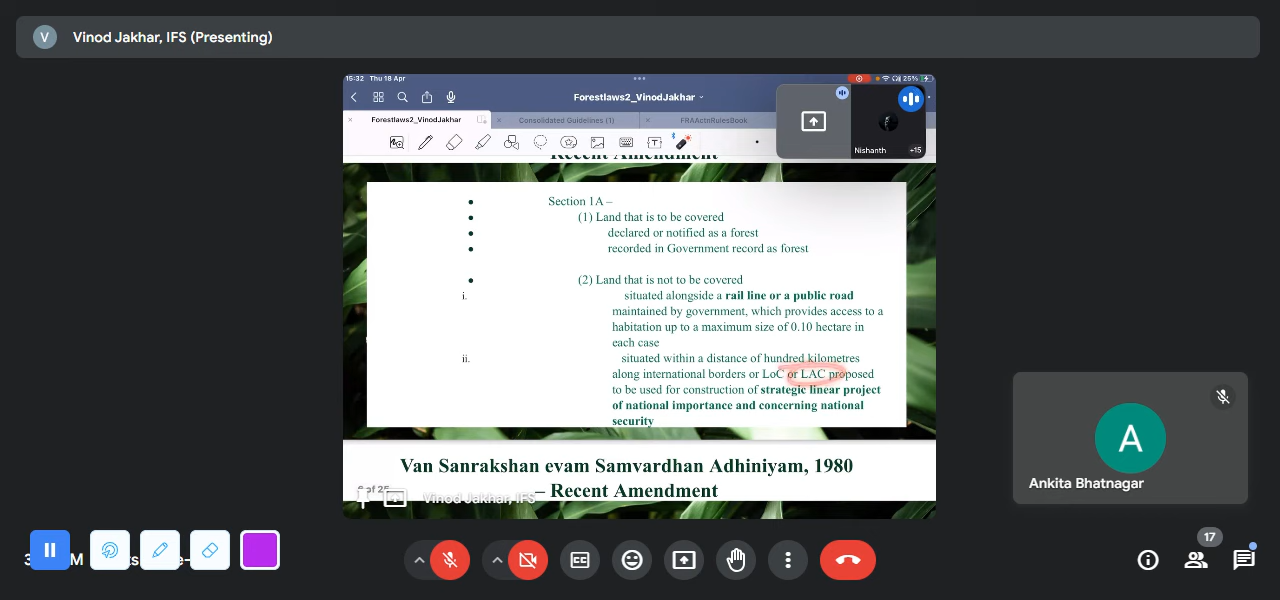 V Vinod Jakhar, IFS (Presenting)
15:32 Thu 18 Apr
25%
Forestlaws2_VinodJakhar
Forestlaws2_VinodJakhar
Consolidated Guidelines (1)
FRAActnRulesBook
Nishanth
+15
Recent Amendment
Section 1A –
(1) Land that is to be covered
declared or notified as a forest
recorded in Government record as forest
(2) Land that is not to be covered
i. situated alongside a rail line or a public road
maintained by government, which provides access to a
habitation up to a maximum size of 0.10 hectare in
each case
ii. situated within a distance of hundred kilometres
along international borders or LoC or LAC proposed
to be used for construction of strategic linear project
of national importance and concerning national
security
Van Sanrakshan evam Samvardhan Adhiniyam, 1980
– Recent Amendment
of 25
Vinod Jakhar, IFS
A
Ankita Bhatnagar
17